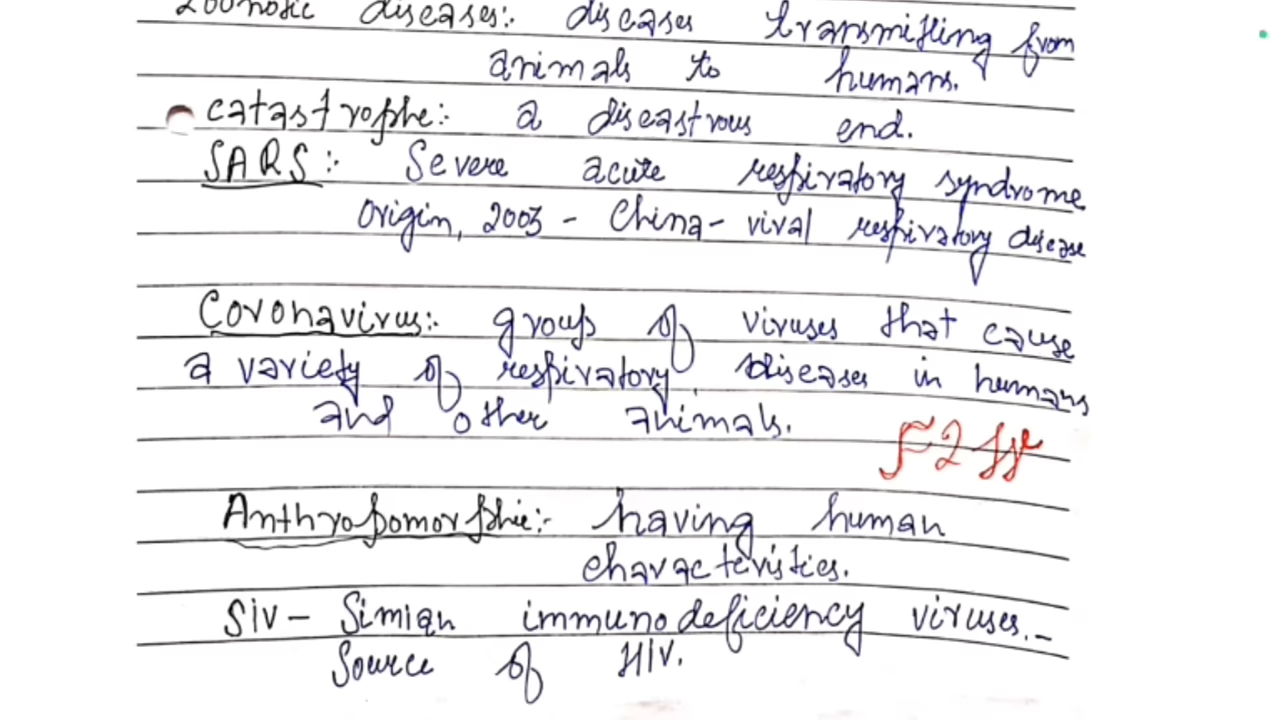 Zoonotic diseases:- diseases transmitting from
animals to humans.
Catastrophe:- a diseastrous end.
SARS:- Severe acute respiratory syndrome
Origin, 2003 - China - viral respiratory disease
Coronavirus:- group of viruses that cause
a variety of respiratory diseases in humans
and other animals.
Anthropomorphic:- having human
characteristics.
SIV - Simian immunodeficiency viruses. -
Source of HIV.